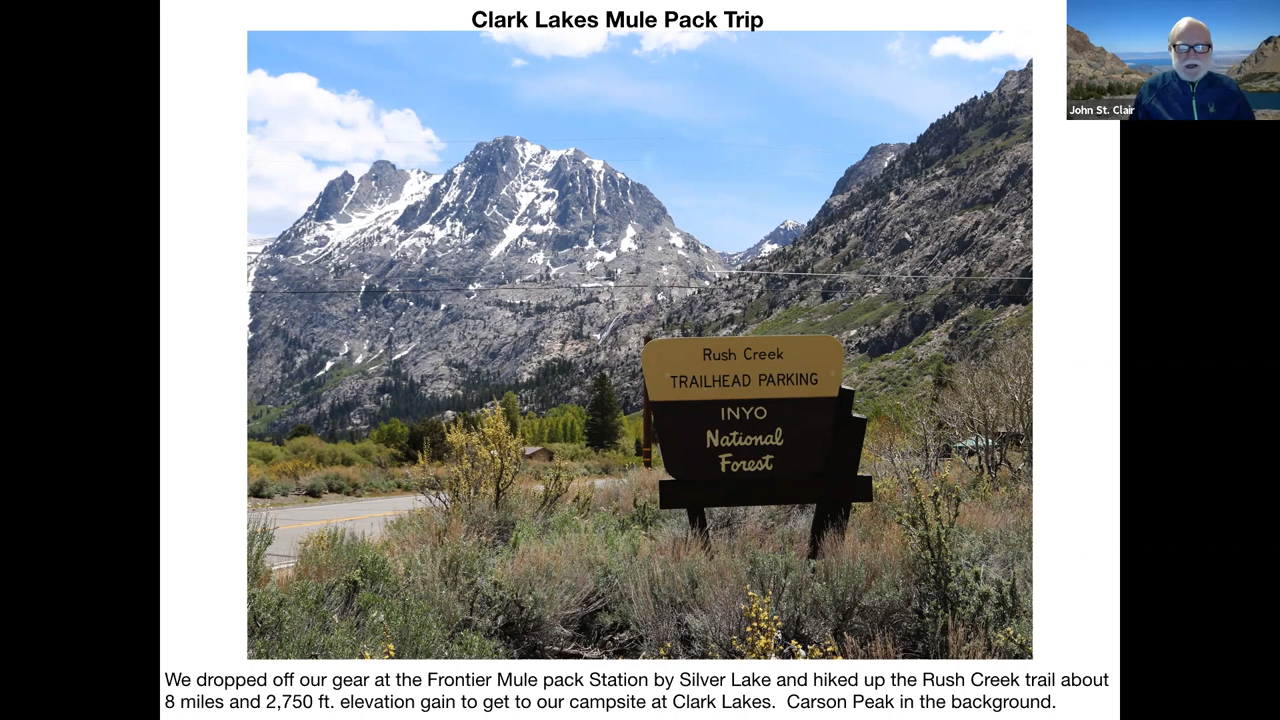 Clark Lakes Mule Pack Trip
John St. Clair
Rush Creek
TRAILHEAD PARKING
INYO
National
Forest
We dropped off our gear at the Frontier Mule pack Station by Silver Lake and hiked up the Rush Creek trail about
8 miles and 2,750 ft. elevation gain to get to our campsite at Clark Lakes.  Carson Peak in the background.